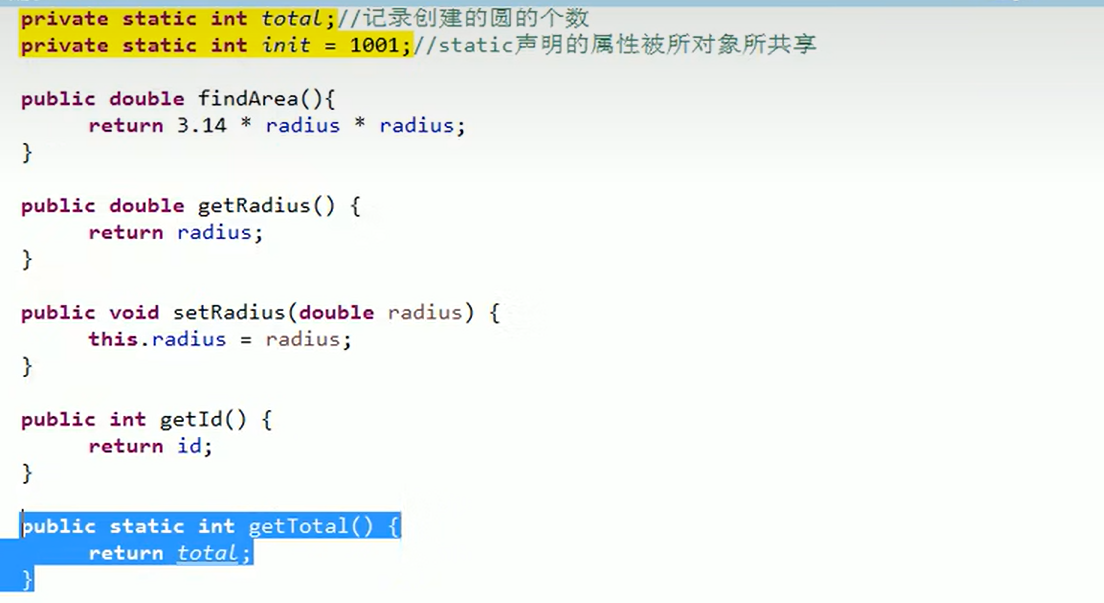 private static int total;//记录创建的圆的个数
private static int init = 1001;//static声明的属性被所对象所共享
public double findArea(){
return 3.14 * radius * radius;
}
public double getRadius() {
return radius;
}
public void setRadius(double radius) {
this.radius = radius;
}
public int getId() {
return id;
}
public static int getTotal() {
return total;
}